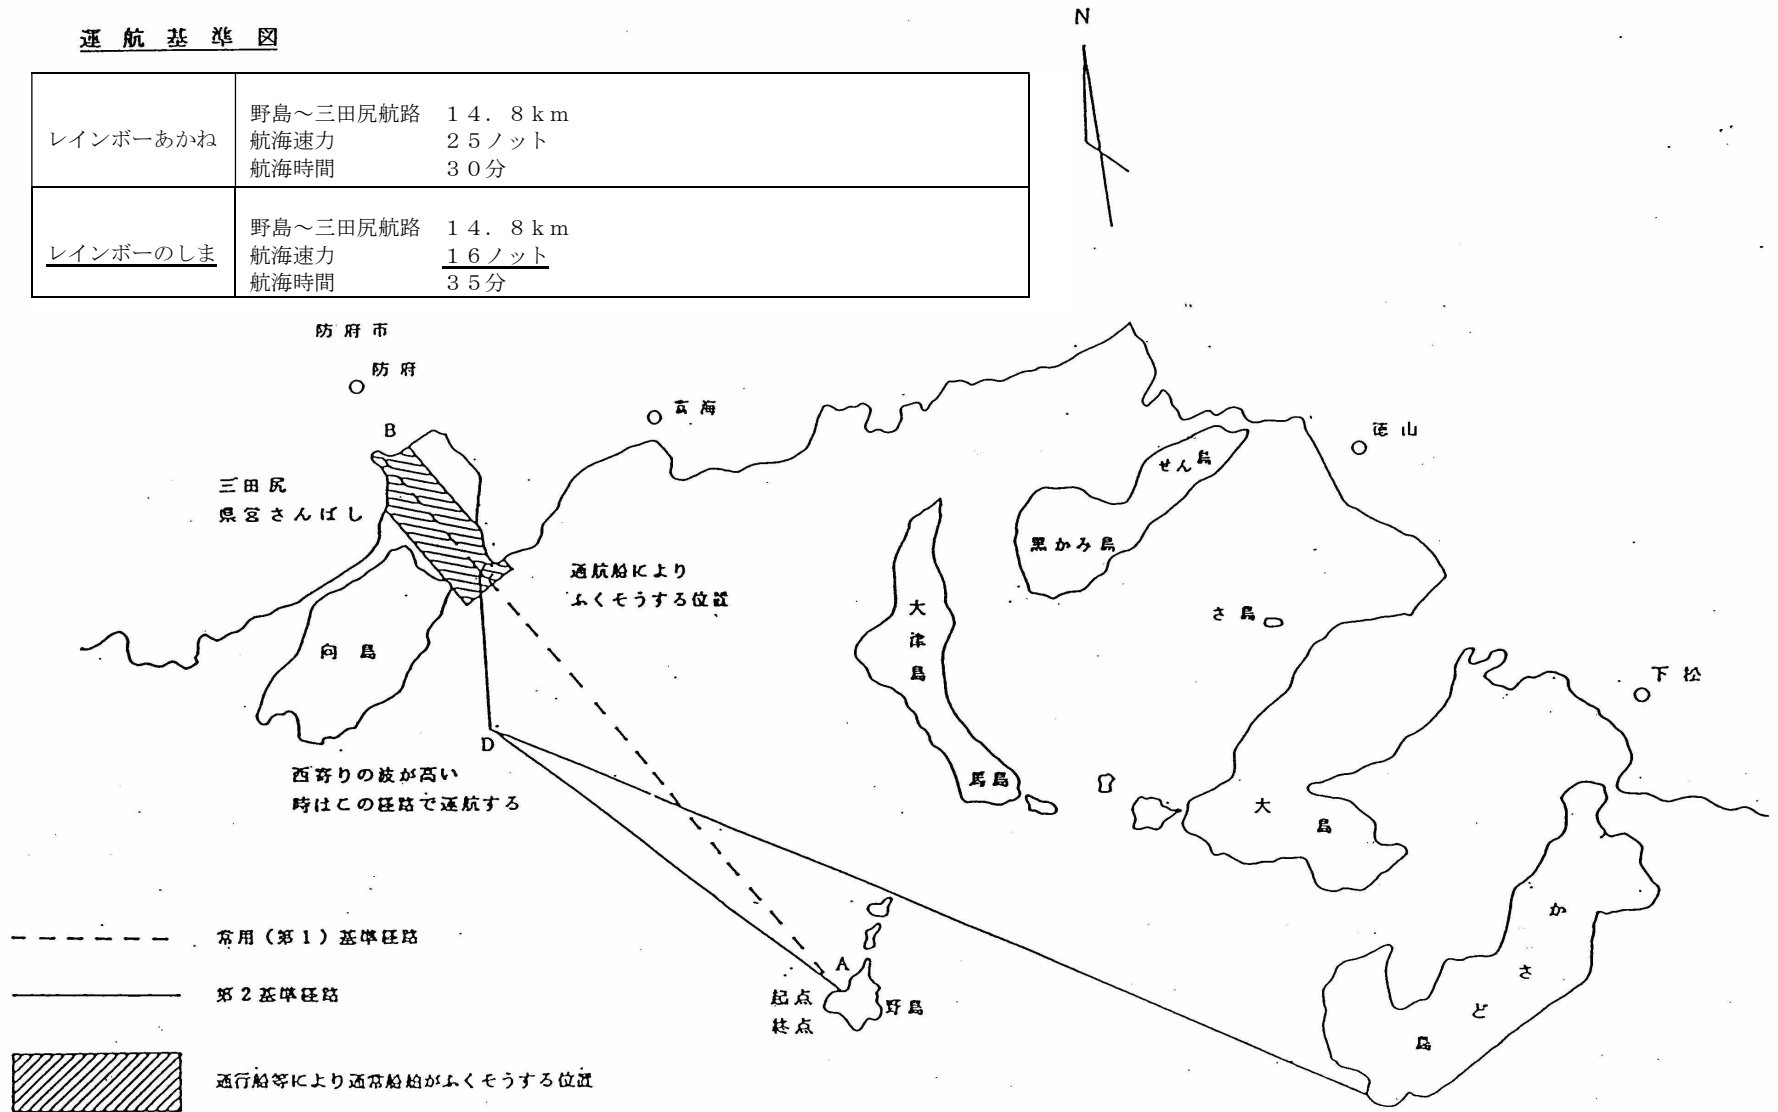 運航基準図
N
レインボーあかね
野島～三田尻航路 14.8km
航海速力 25ノット
航海時間 30分
レインボーのしま
野島～三田尻航路 14.8km
航海速力 16ノット
航海時間 35分
防府市
防府
B
三田尻
県営さんばし
通航船により
ふくそうする位置
向島
D
西寄りの波が高い
時はこの経路で運航する
せん島
黒かみ島
大津島
馬島
さ島
徳山
下松
大島
かさど島
A
起点
終点
野島
常用(第1)基準経路
第2基準経路
通行船等により通常船舶がふくそうする位置